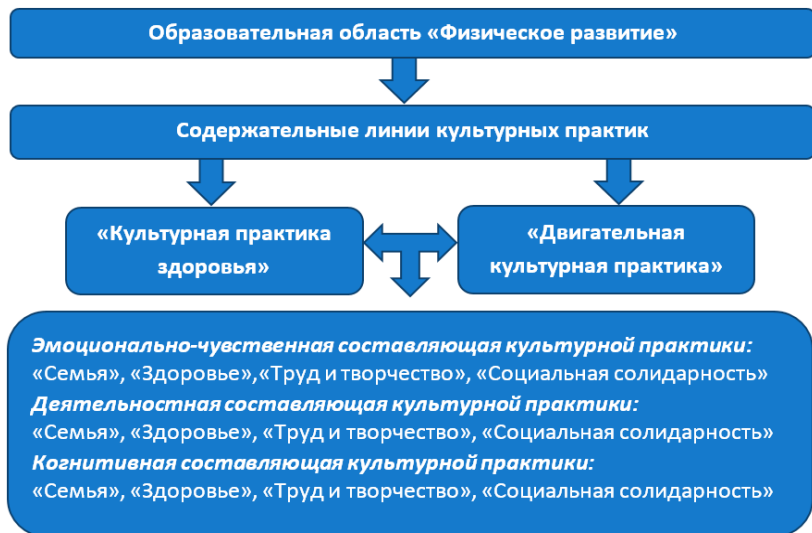 Образовательная область «Физическое развитие»
Содержательные линии культурных практик
«Культурная практика
здоровья»
«Двигательная
культурная практика»
Эмоционально-чувственная составляющая культурной практики:
«Семья», «Здоровье»,«Труд и творчество», «Социальная солидарность»
Деятельностная составляющая культурной практики:
«Семья», «Здоровье», «Труд и творчество», «Социальная солидарность»
Когнитивная составляющая культурной практики:
«Семья», «Здоровье», «Труд и творчество», «Социальная солидарность»